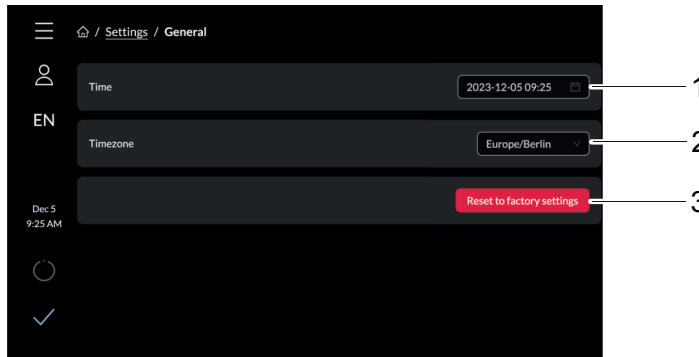 / Settings / General
Time
2023-12-05 09:25
1
EN
Timezone
Europe/Berlin
2
Reset to factory settings
3
Dec 5
9:25 AM